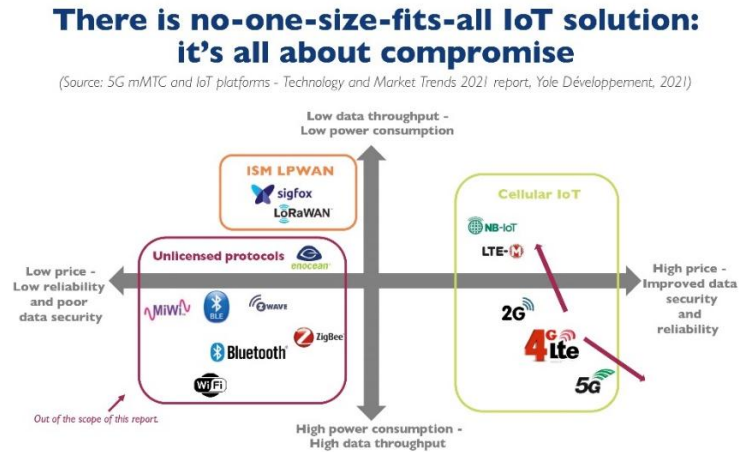 There is no-one-size-fits-all IoT solution:
it's all about compromise
(Source: 5G mMTC and IoT platforms - Technology and Market Trends 2021 report, Yole Développement, 2021)
Low data throughput -
Low power consumption
ISM LPWAN
sigfox
LoRaWAN
Cellular IoT
NB-IoT
LTE-M
Unlicensed protocols
enocean
Low price -
Low reliability
and poor
data security
High price -
Improved data
security
and
reliability
MiWi
BLE
Z WAVE
2G
ZigBee
Bluetooth
4G Lte
WiFi
5G
Out of the scope of this report.
High power consumption -
High data throughput